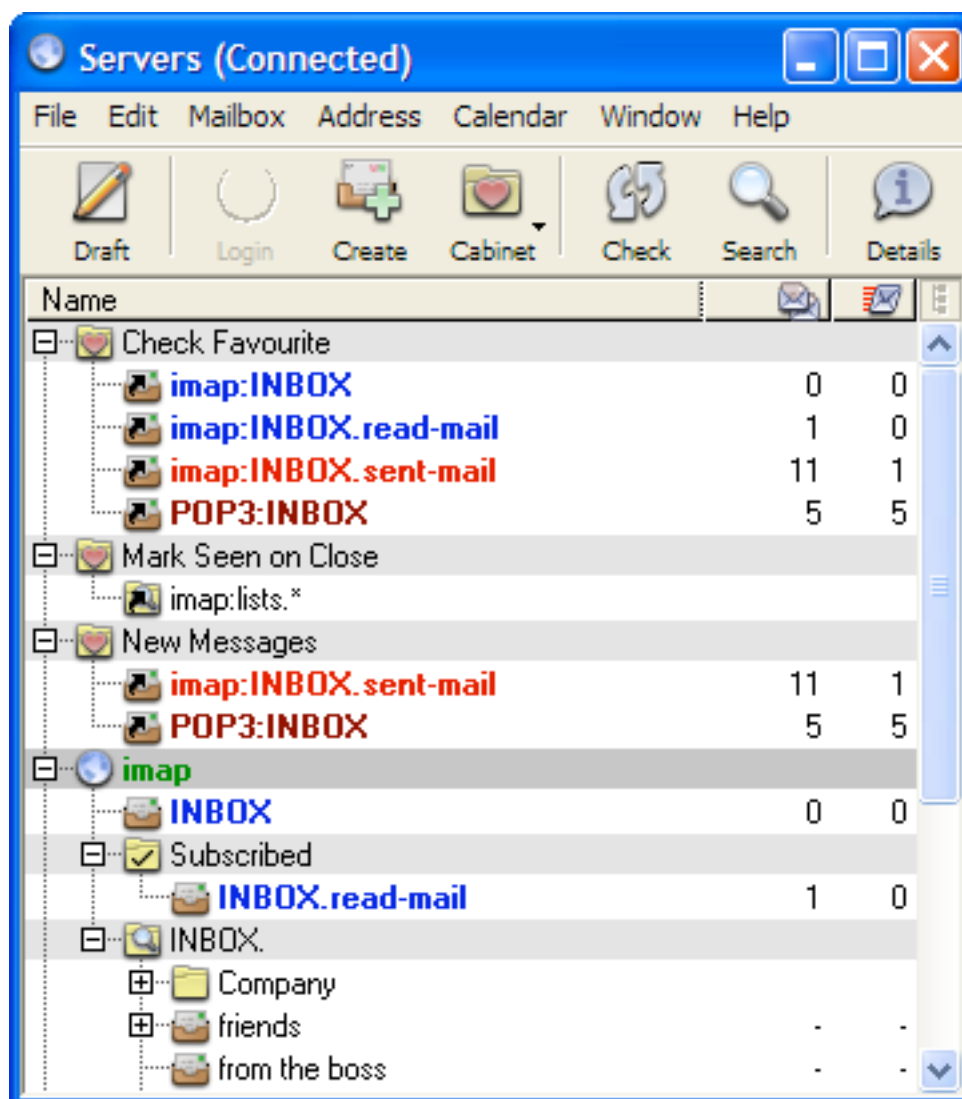 Servers (Connected)
File Edit Mailbox Address Calendar Window Help
Draft Login Create Cabinet Check Search Details
Name
Check Favourite
imap:INBOX 0 0
imap:INBOX.read-mail 1 0
imap:INBOX.sent-mail 11 1
POP3:INBOX 5 5
Mark Seen on Close
imap:lists.*
New Messages
imap:INBOX.sent-mail 11 1
POP3:INBOX 5 5
imap
INBOX 0 0
Subscribed
INBOX.read-mail 1 0
INBOX.
Company
friends - -
from the boss - -